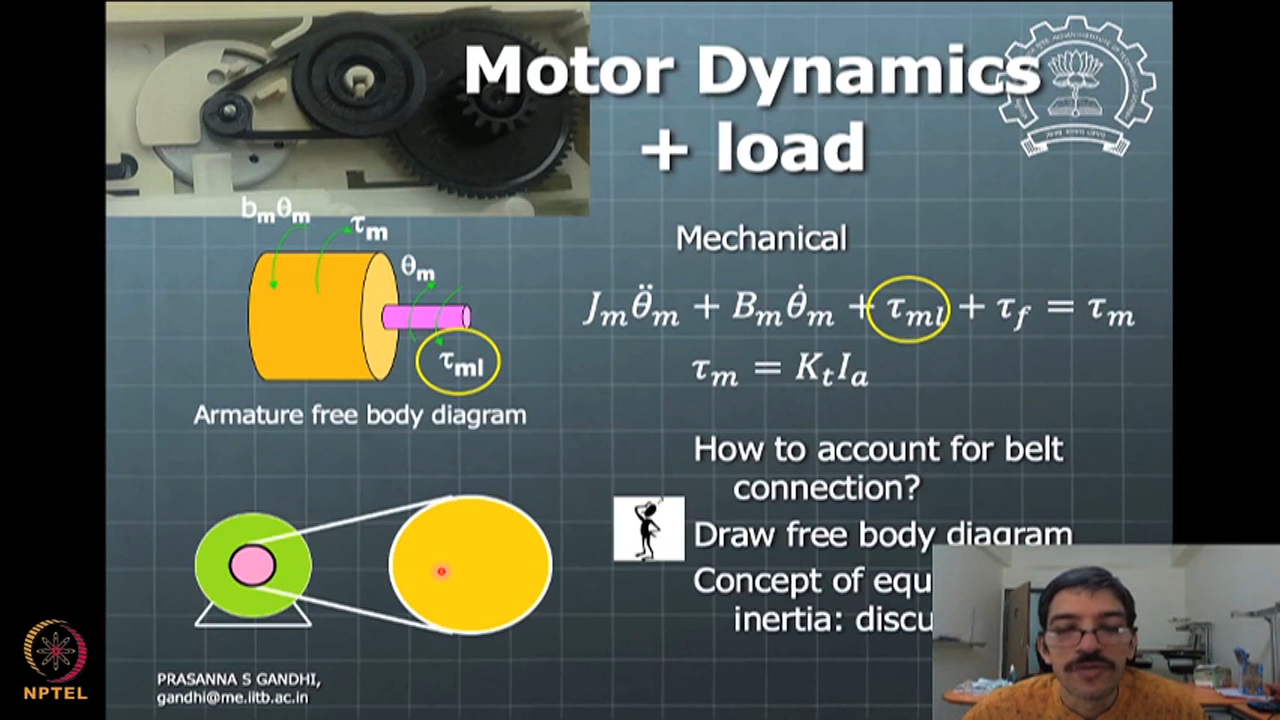 Motor Dynamics
+ load
bmθm
τm
θm
τml
Armature free body diagram
Mechanical
Jmθ̈m + Bmθ̇m + τml + τf = τm
τm = KtIa
How to account for belt
connection?
Draw free body diagram
Concept of
inertia:
PRASANNA S GANDHI,
gandhi@me.iitb.ac.in
NPTEL